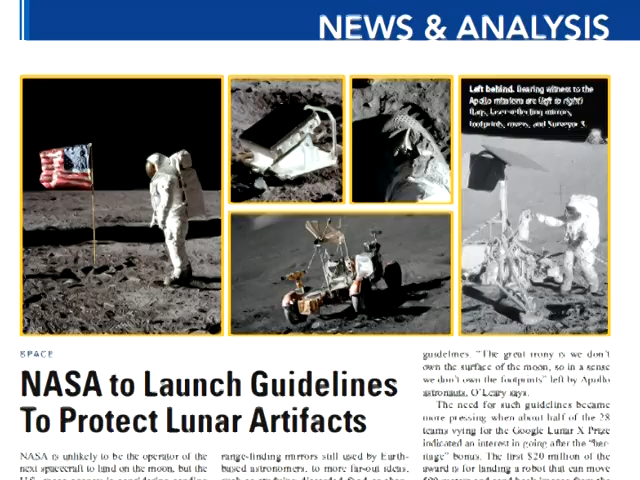 NEWS & ANALYSIS
Left behind. Bearing witness to the
Apollo missions are (left to right)
flags, laser-reflecting mirrors,
footprints, rovers, and Surveyor 3.
SPACE
NASA to Launch Guidelines
To Protect Lunar Artifacts
NASA is unlikely to be the operator of the
next spacecraft to land on the moon, but the
range-finding mirrors still used by Earth-
based astronomers, to more far-out ideas,
guidelines. "The great irony is we don't
own the surface of the moon, so in a sense
we don't own the footprints" left by Apollo
astronauts, O'Leary says.
The need for such guidelines became
more pressing when about half of the 28
teams vying for the Google Lunar X Prize
indicated an interest in going after the "her-
itage" bonus. The first $20 million of the
award is for landing a robot that can move